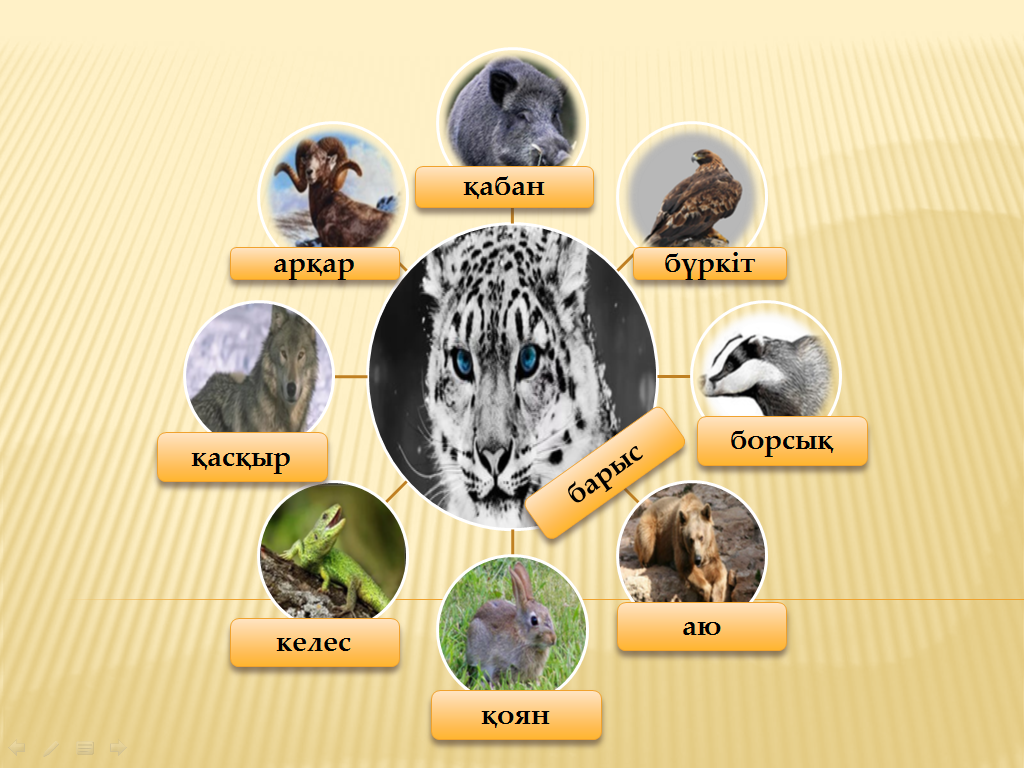 қабан
арқар
бүркіт
қасқыр
борсық
барыс
келес
аю
қоян